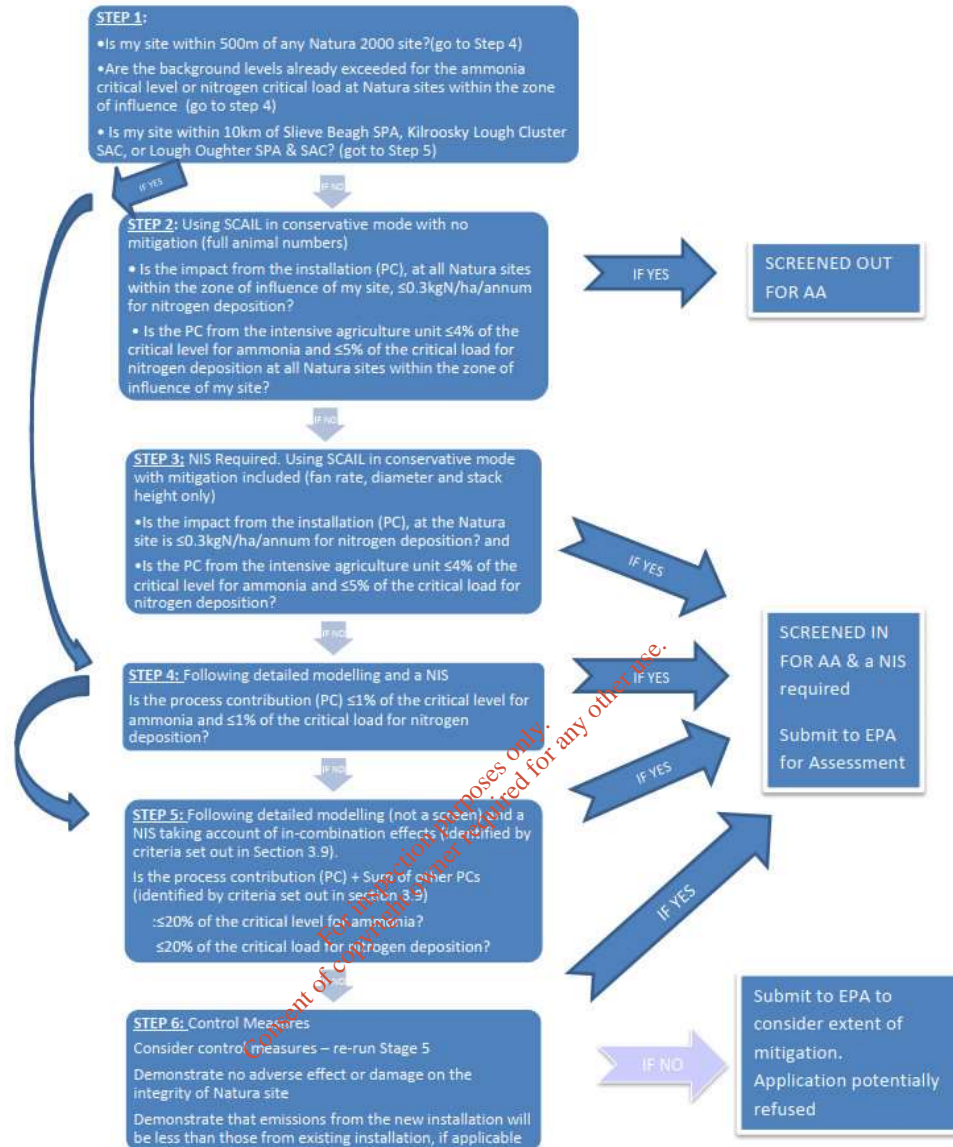 STEP 1:
•Is my site within 500m of any Natura 2000 site?(go to Step 4)
•Are the background levels already exceeded for the ammonia
critical level or nitrogen critical load at Natura sites within the zone
of influence (go to step 4)
• Is my site within 10km of Slieve Beagh SPA, Kilroosky Lough Cluster
SAC, or Lough Oughter SPA & SAC? (got to Step 5)
IF YES
IF NO
STEP 2: Using SCAIL in conservative mode with no
mitigation (full animal numbers)
• Is the impact from the installation (PC), at all Natura sites
within the zone of influence of my site, ≤0.3kgN/ha/annum
for nitrogen deposition?
• Is the PC from the intensive agriculture unit ≤4% of the
critical level for ammonia and ≤5% of the critical load for
nitrogen deposition at all Natura sites within the zone of
influence of my site?
IF YES
SCREENED OUT
FOR AA
IF NO
STEP 3; NIS Required. Using SCAIL in conservative mode
with mitigation included (fan rate, diameter and stack
height only)
•Is the impact from the installation (PC), at the Natura
site is ≤0.3kgN/ha/annum for nitrogen deposition? and
•Is the PC from the intensive agriculture unit ≤4% of the
critical level for ammonia and ≤5% of the critical load for
nitrogen deposition?
IF YES
IF NO
STEP 4: Following detailed modelling and a NIS
Is the process contribution (PC) ≤1% of the critical level for
ammonia and ≤1% of the critical load for nitrogen
deposition?
IF YES
SCREENED IN
FOR AA & a NIS
required
Submit to EPA
for Assessment
IF NO
STEP 5: Following detailed modelling (not a screen) and a
NIS taking account of in-combination effects (identified by
criteria set out in Section 3.9).
Is the process contribution (PC) + Sum of other PCs
(identified by criteria set out in section 3.9)
:≤20% of the critical level for ammonia?
≤20% of the critical load for nitrogen deposition?
IF YES
IF NO
STEP 6: Control Measures
Consider control measures – re-run Stage 5
Demonstrate no adverse effect or damage on the
integrity of Natura site
Demonstrate that emissions from the new installation will
be less than those from existing installation, if applicable
IF YES
IF NO
Submit to EPA to
consider extent of
mitigation.
Application potentially
refused
For inspection purposes only.
Consent of copyright owner required for any other use.